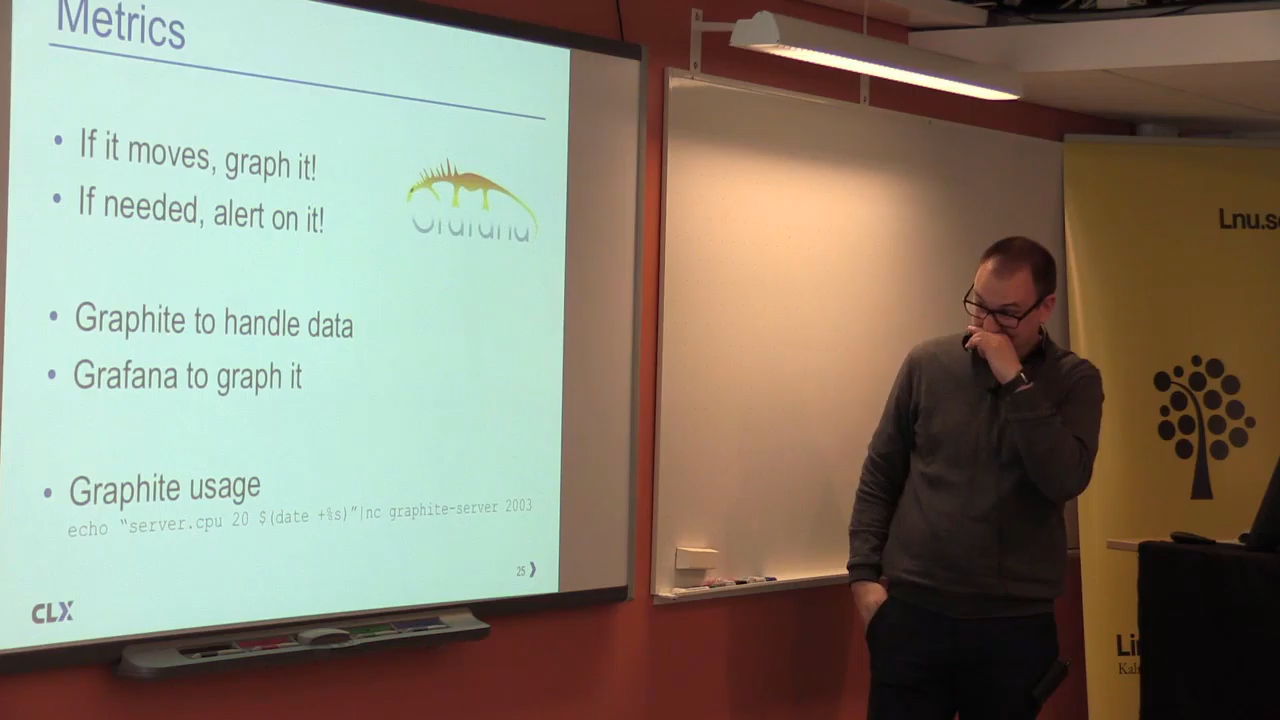 Metrics
• If it moves, graph it!
• If needed, alert on it!
Grafana
• Graphite to handle data
• Grafana to graph it
• Graphite usage
echo “server.cpu 20 $(date +%s)”|nc graphite-server 2003
25
CLX
Lnu.s